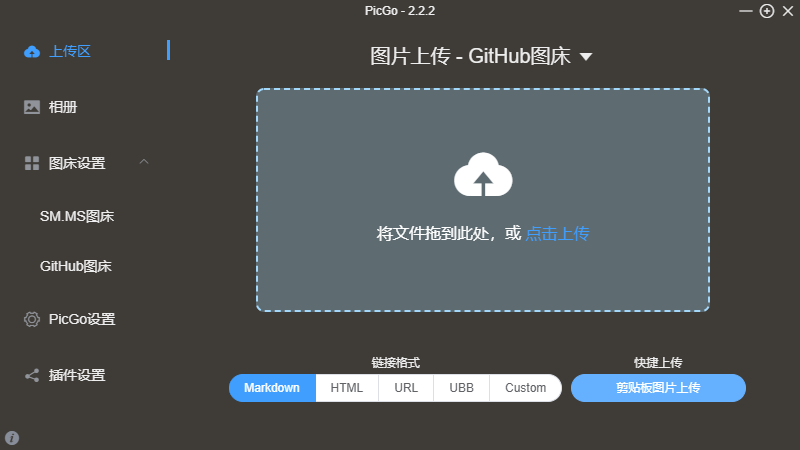 PicGo - 2.2.2
上传区
相册
图床设置
SM.MS图床
GitHub图床
PicGo设置
插件设置
图片上传 - GitHub图床
将文件拖到此处，或 点击上传
链接格式
Markdown HTML URL UBB Custom
快捷上传
剪贴板图片上传